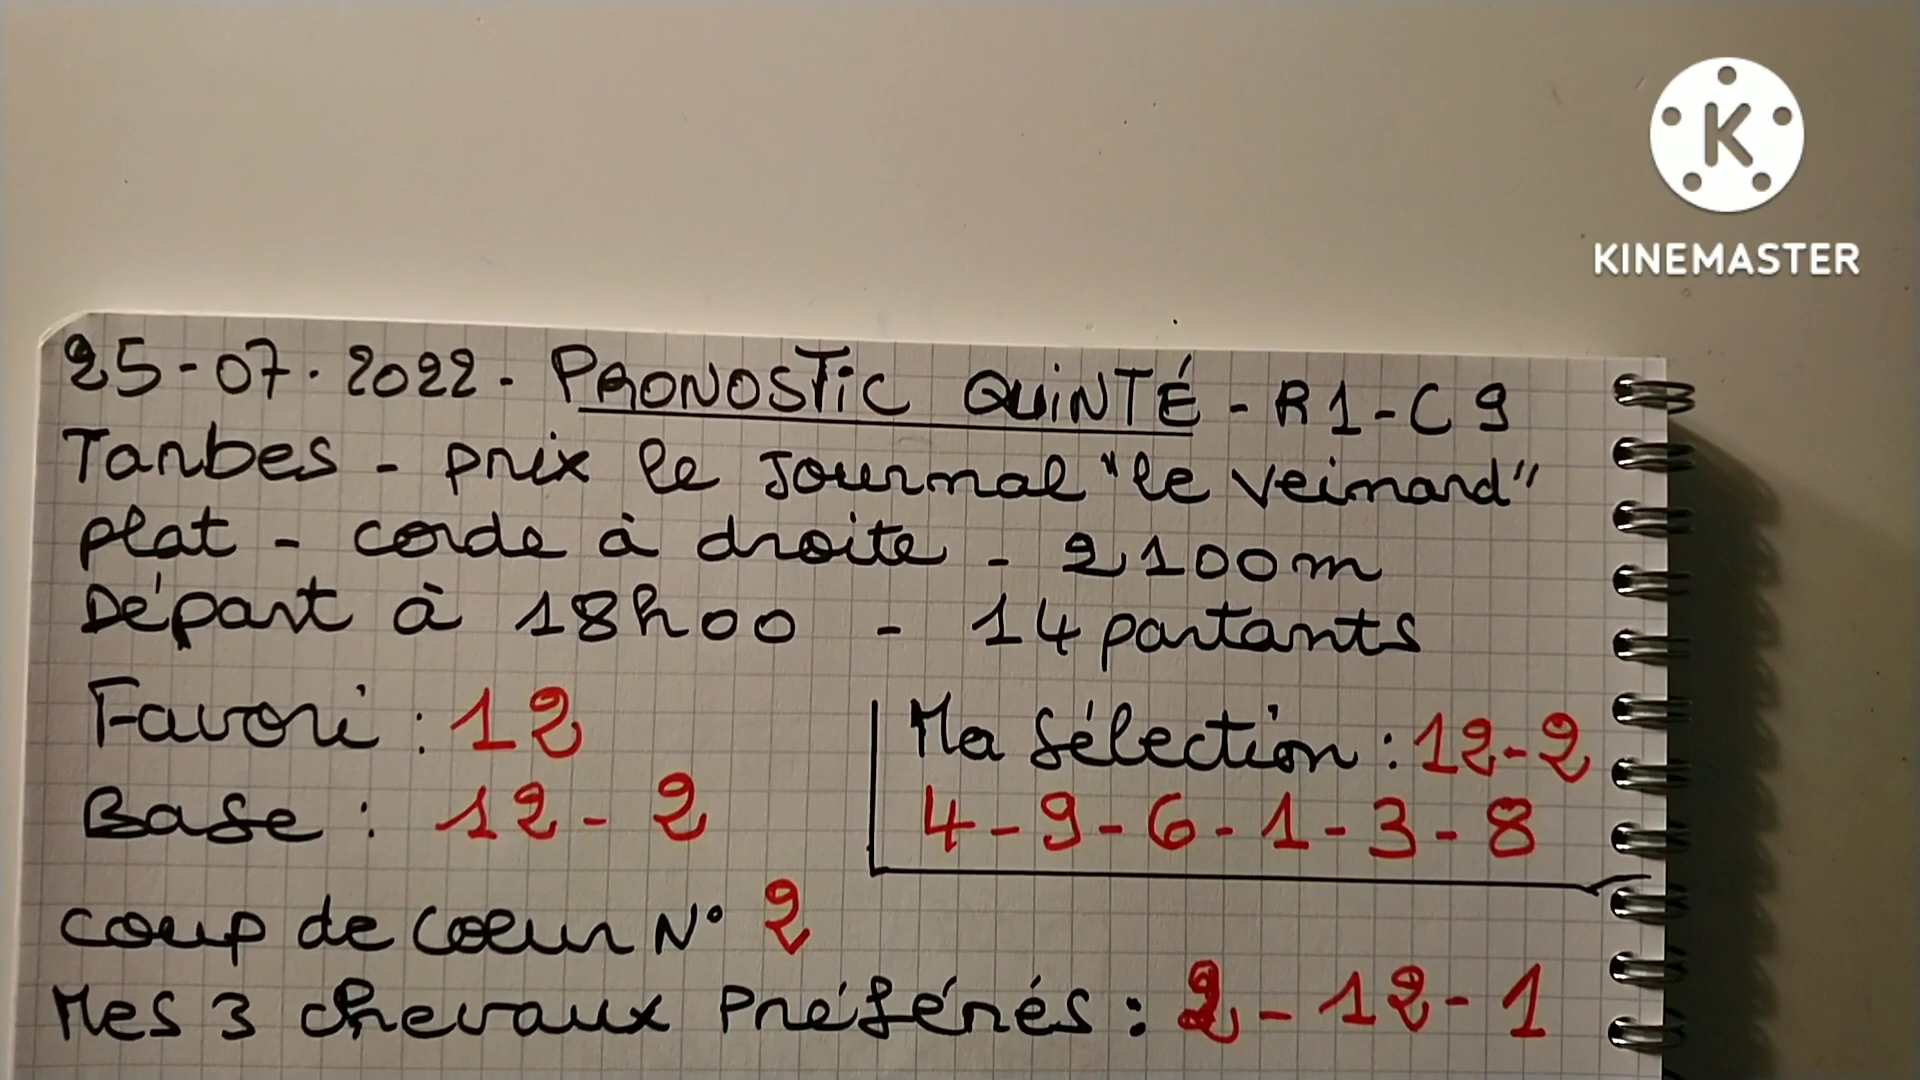 KINEMASTER
25-07.2022. PRONOSTIC QUINTÉ - R1-C9
Tarbes - prix le Journal "le veinard"
plat - corde à droite - 2100m
Départ à 18h00 - 14 partants
Favori : 12
Base : 12 - 2
Ma Sélection : 12-2
4-9-6-1-3-8
coup de coeur N° 2
Mes 3 chevaux Préférés : 2-12-1